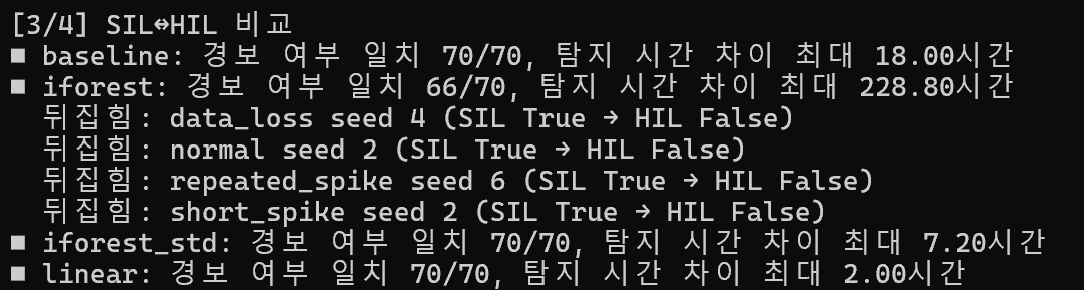 [3/4] SIL↔HIL 비교
■ baseline: 경보 여부 일치 70/70, 탐지 시간 차이 최대 18.00시간
■ iforest: 경보 여부 일치 66/70, 탐지 시간 차이 최대 228.80시간
뒤집힘: data_loss seed 4 (SIL True → HIL False)
뒤집힘: normal seed 2 (SIL True → HIL False)
뒤집힘: repeated_spike seed 6 (SIL True → HIL False)
뒤집힘: short_spike seed 2 (SIL True → HIL False)
■ iforest_std: 경보 여부 일치 70/70, 탐지 시간 차이 최대 7.20시간
■ linear: 경보 여부 일치 70/70, 탐지 시간 차이 최대 2.00시간